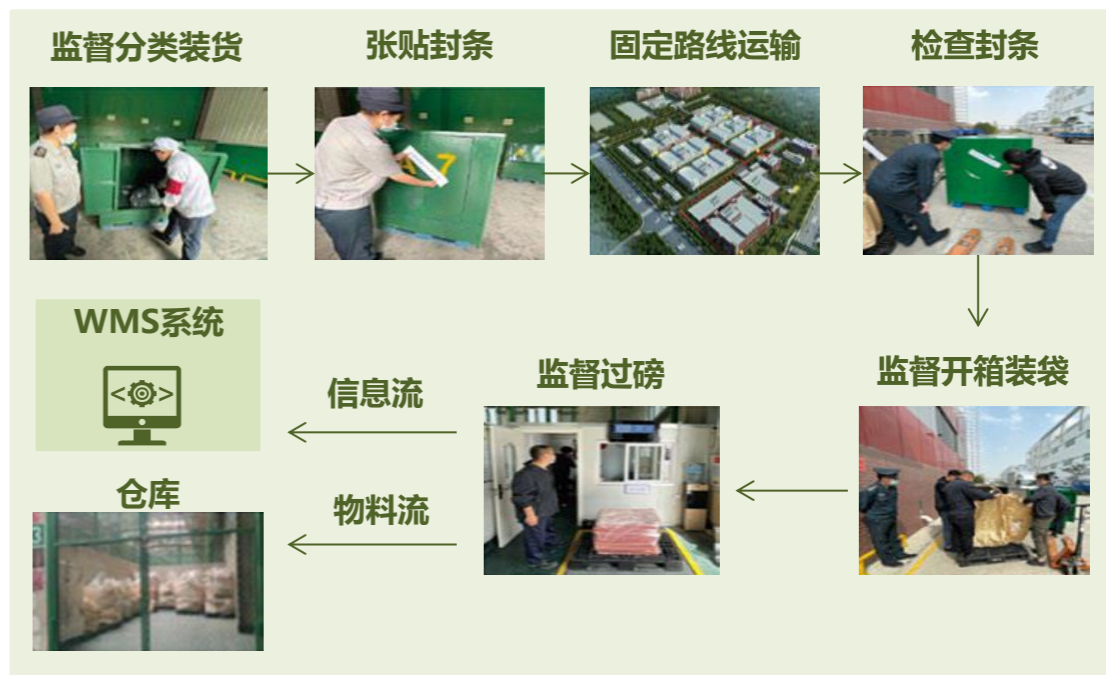 监督分类装货
张贴封条
固定路线运输
检查封条
A 7
WMS系统
信息流
监督过磅
监督开箱装袋
仓库
物料流
3